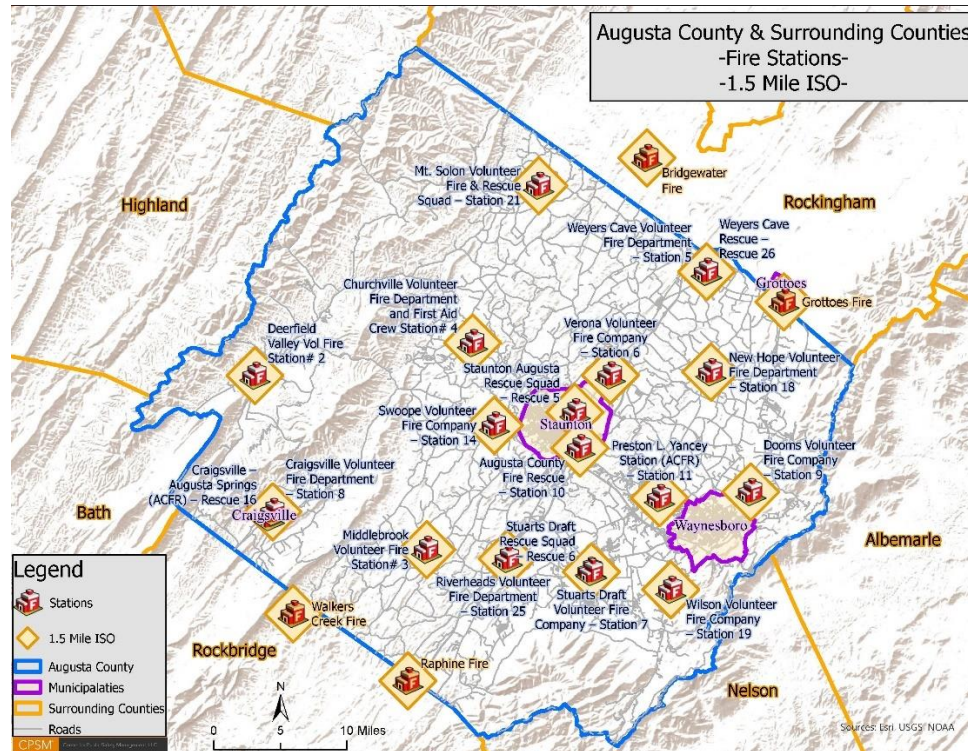 Augusta County & Surrounding Counties
-Fire Stations-
-1.5 Mile ISO-
Highland
Mt. Solon Volunteer
Fire & Rescue
Squad – Station 21
Bridgewater
Fire
Rockingham
Weyers Cave Volunteer
Fire Department
– Station 5
Weyers Cave
Rescue –
Rescue 26
Grottoes
Grottoes Fire
Churchville Volunteer
Fire Department
and First Aid
Crew Station# 4
Deerfield
Valley Vol Fire
Station# 2
Verona Volunteer
Fire Company
– Station 6
New Hope Volunteer
Fire Department
– Station 18
Staunton Augusta
Rescue Squad
– Rescue 5
Swoope Volunteer
Fire Company
– Station 14
Staunton
Augusta County
Fire Rescue
– Station 10
Preston L. Yancey
Station (ACFR)
– Station 11
Dooms Volunteer
Fire Company
– Station 9
Craigsville –
Augusta Springs
(ACFR) – Rescue 16
Craigsville Volunteer
Fire Department
– Station 8
Craigsville
Bath
Waynesboro
Albemarle
Middlebrook
Volunteer Fire
Station# 3
Stuarts Draft
Rescue Squad
– Rescue 6
Riverheads Volunteer
Fire Department
– Station 25
Stuarts Draft
Volunteer Fire
Company – Station 7
Wilson Volunteer
Fire Company
– Station 19
Walkers
Creek Fire
Rockbridge
Raphine Fire
Nelson
Legend
Stations
1.5 Mile ISO
Augusta County
Municipalaties
Surrounding Counties
Roads
CPSM
N
0 5 10 Miles
Sources: Esri, USGS, NOAA